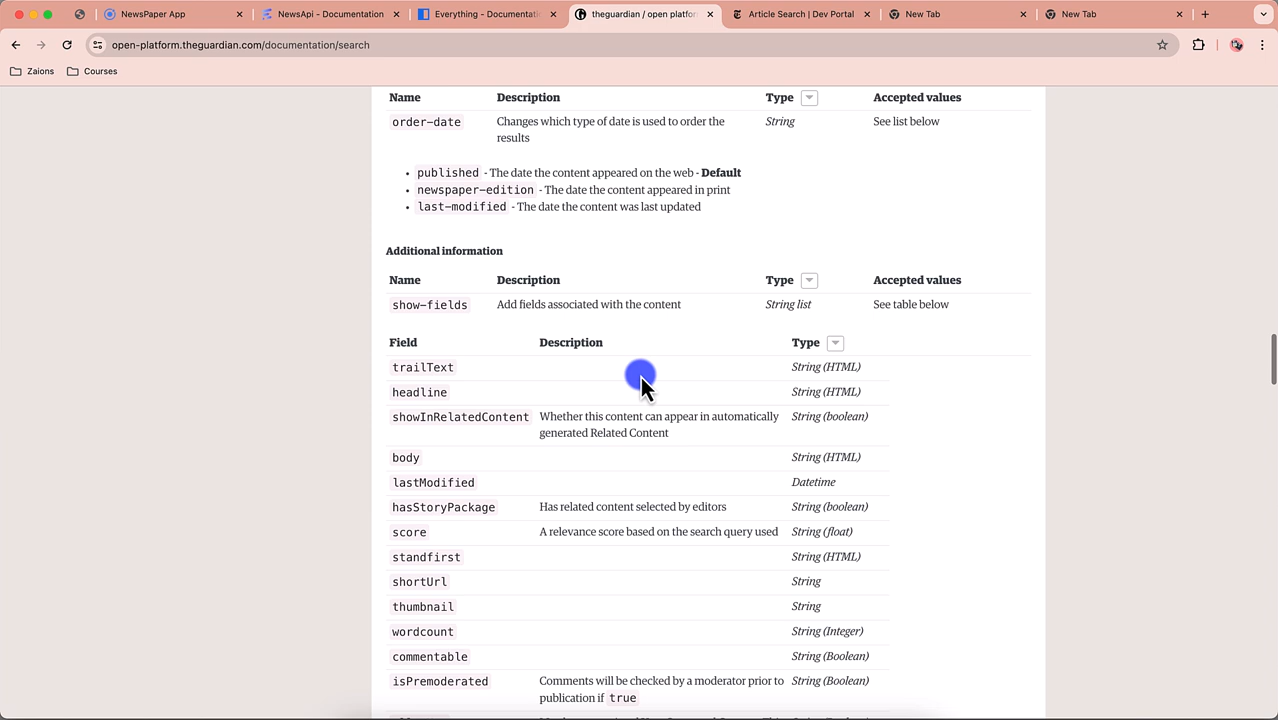 NewsPaper App
NewsApi - Documentation
Everything - Documentati
theguardian / open platfor
Article Search | Dev Portal
New Tab
New Tab
open-platform.theguardian.com/documentation/search
Zaions
Courses
Name Description Type Accepted values
order-date Changes which type of date is used to order the String See list below
results
• published - The date the content appeared on the web - Default
• newspaper-edition - The date the content appeared in print
• last-modified - The date the content was last updated
Additional information
Name Description Type Accepted values
show-fields Add fields associated with the content String list See table below
Field Description Type
trailText String (HTML)
headline String (HTML)
showInRelatedContent Whether this content can appear in automatically String (boolean)
generated Related Content
body String (HTML)
lastModified Datetime
hasStoryPackage Has related content selected by editors String (boolean)
score A relevance score based on the search query used String (float)
standfirst String (HTML)
shortUrl String
thumbnail String
wordcount String (Integer)
commentable String (Boolean)
isPremoderated Comments will be checked by a moderator prior to String (Boolean)
publication if true